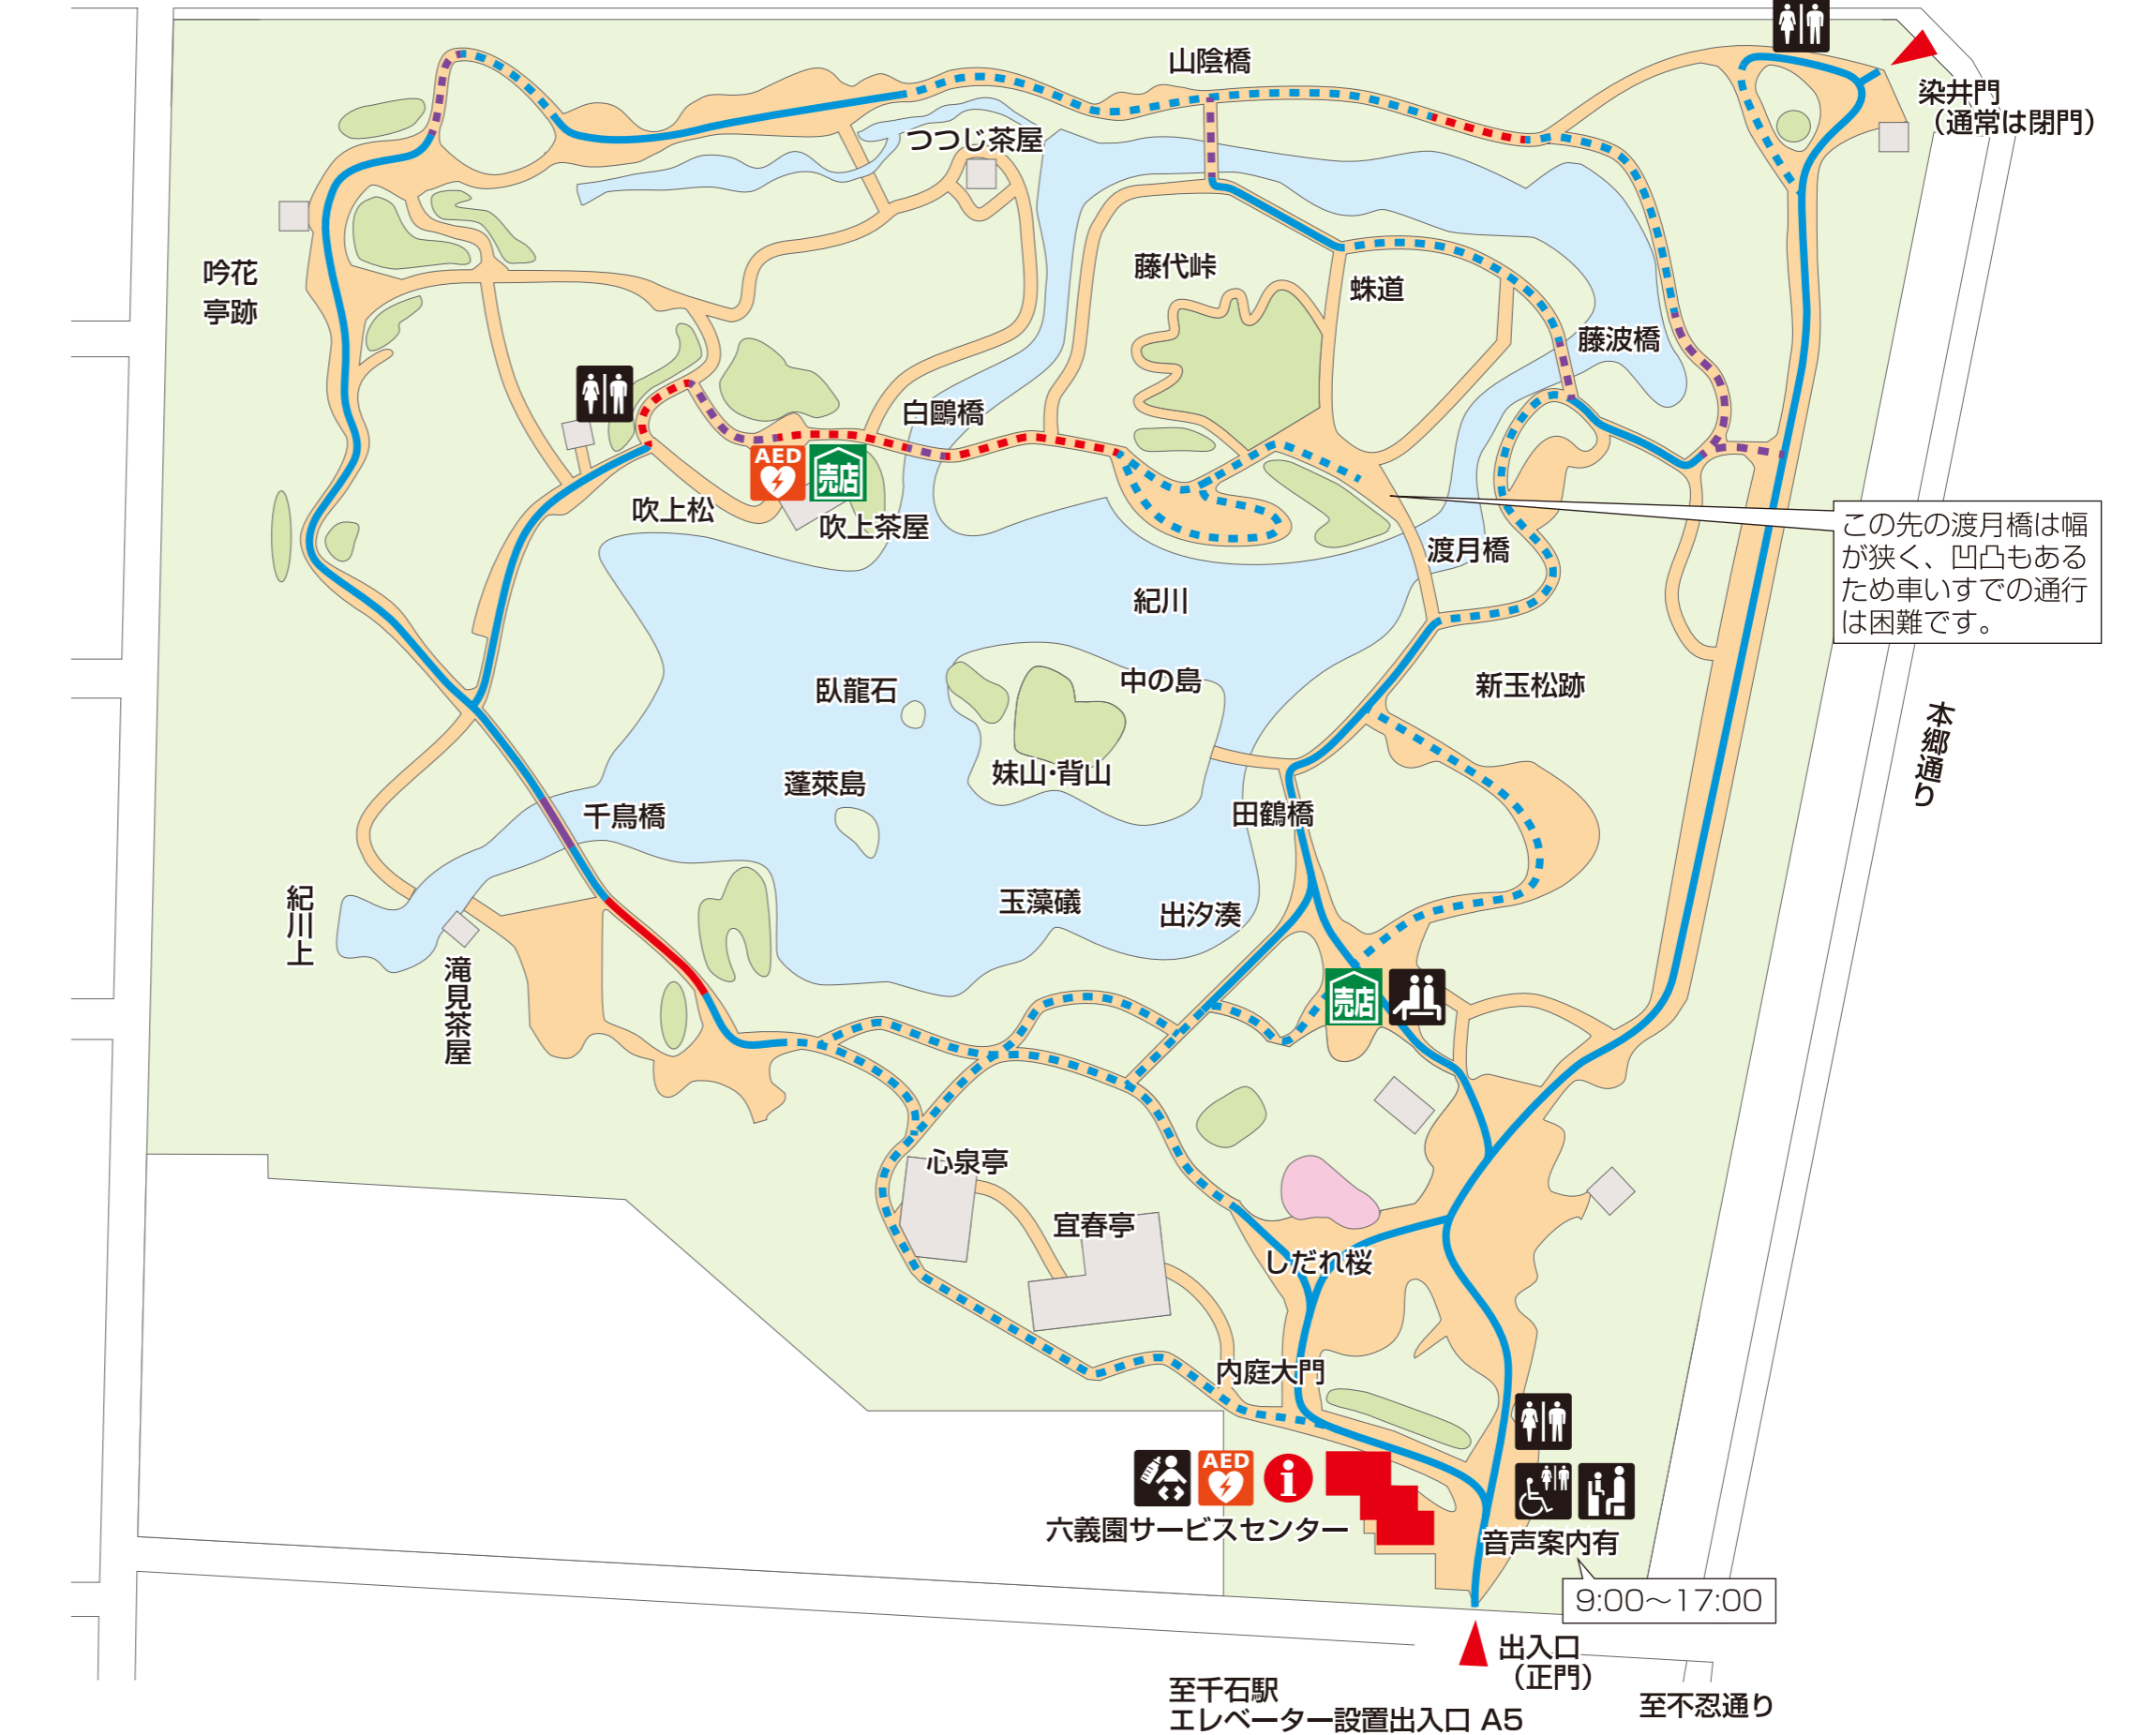 山陰橋
染井門
（通常は閉門）
つつじ茶屋
吟花
亭跡
藤代峠
蛛道
藤波橋
白鷗橋
AED
売店
吹上松
吹上茶屋
この先の渡月橋は幅
が狭く、凹凸もある
ため車いすでの通行
は困難です。
渡月橋
紀川
中の島
臥龍石
新玉松跡
本郷通り
妹山・背山
蓬萊島
千鳥橋
田鶴橋
紀川上
玉藻磯
出汐湊
滝見茶屋
売店
心泉亭
宜春亭
しだれ桜
内庭大門
AED
i
六義園サービスセンター
音声案内有
9:00～17:00
出入口
（正門）
至千石駅
エレベーター設置出入口 A5
至不忍通り